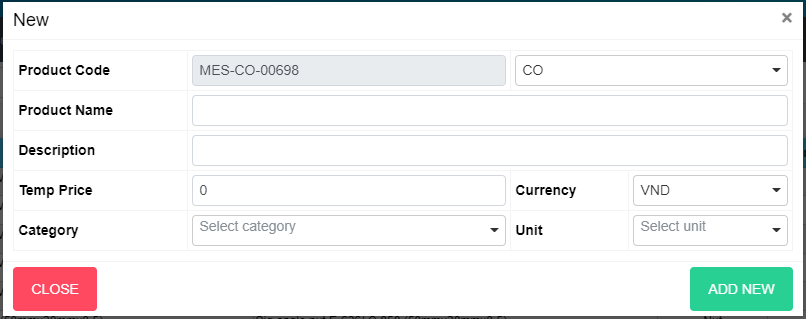 New ×
Product Code MES-CO-00698 CO
Product Name
Description
Temp Price 0 Currency VND
Category Select category Unit Select unit
CLOSE ADD NEW